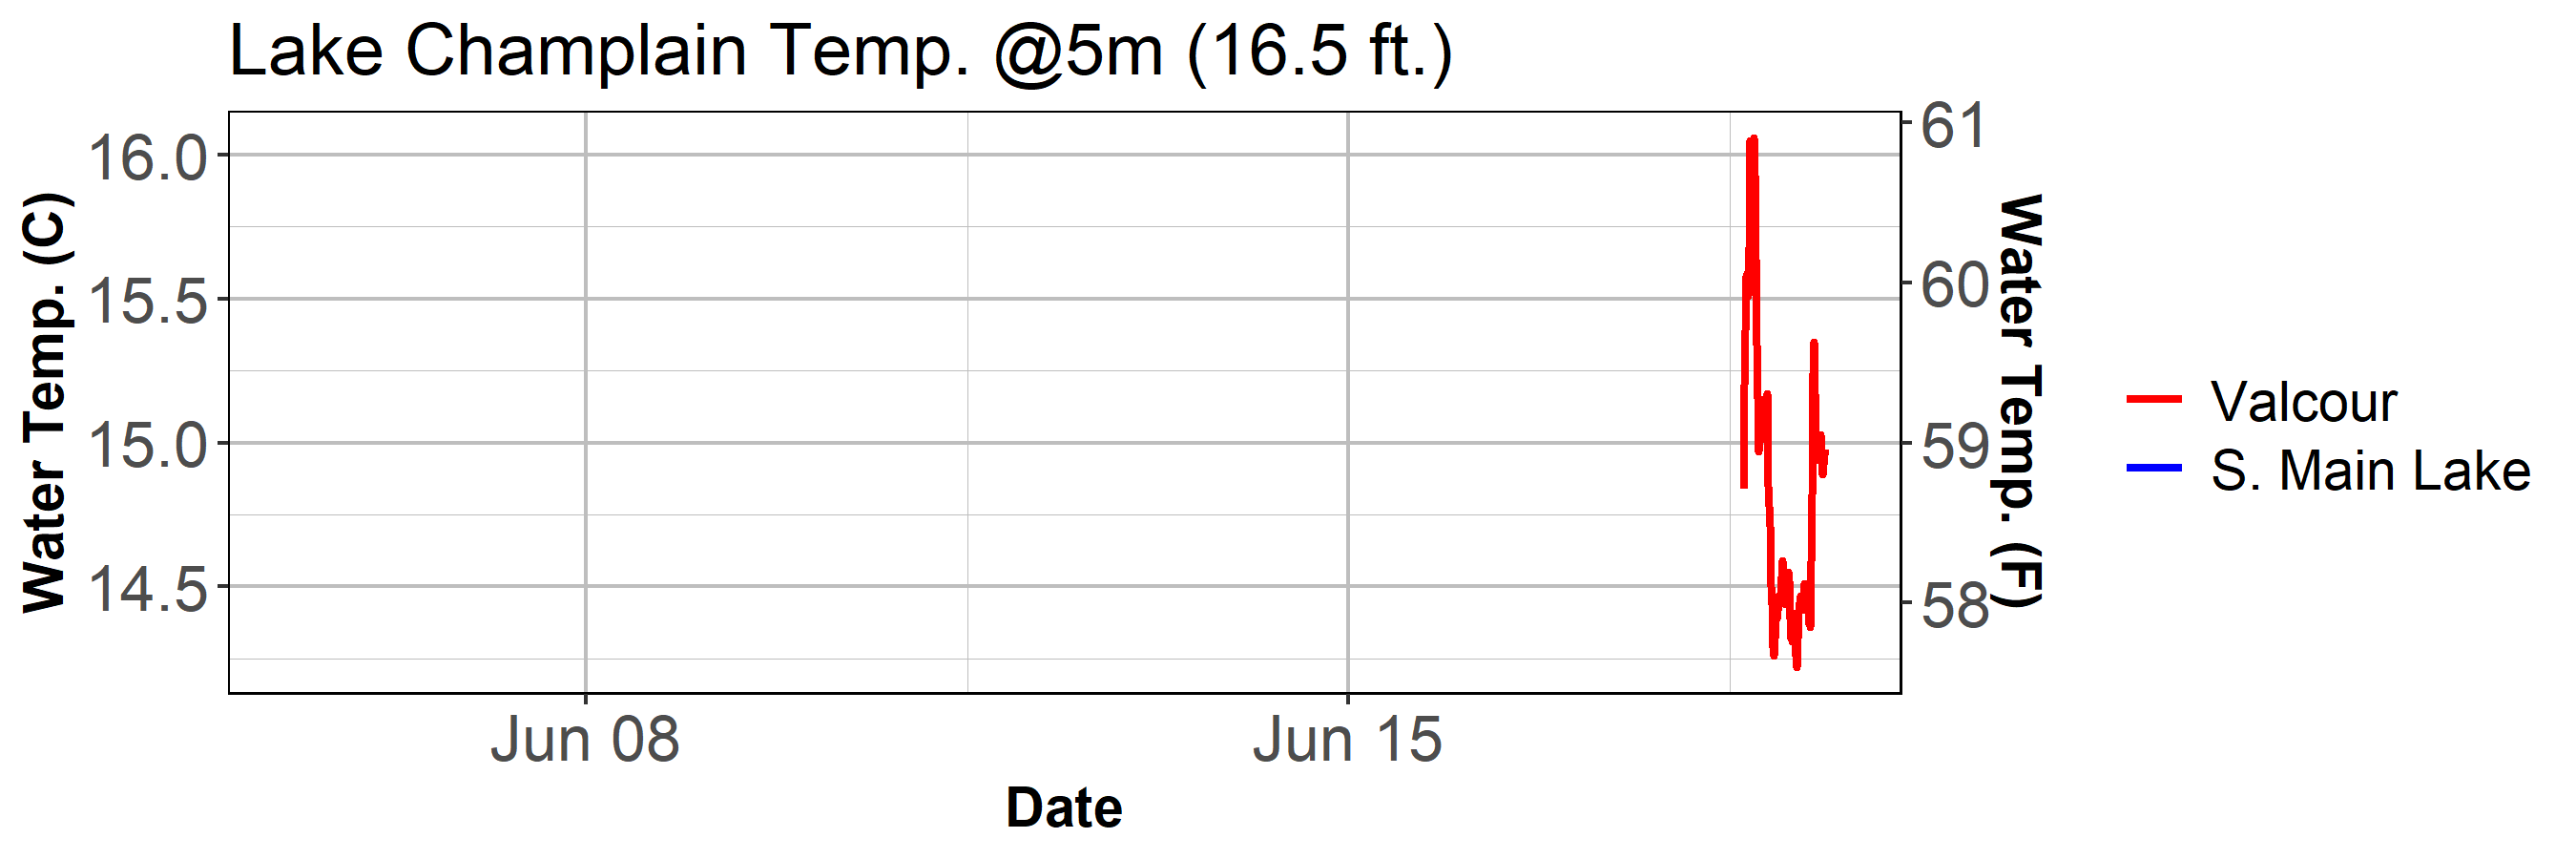 Lake Champlain Temp. @5m (16.5 ft.)
Water Temp. (C)
16.0
15.5
15.0
14.5
61
60
59
58
Water Temp. (F)
Jun 08
Jun 15
Date
Valcour
S. Main Lake